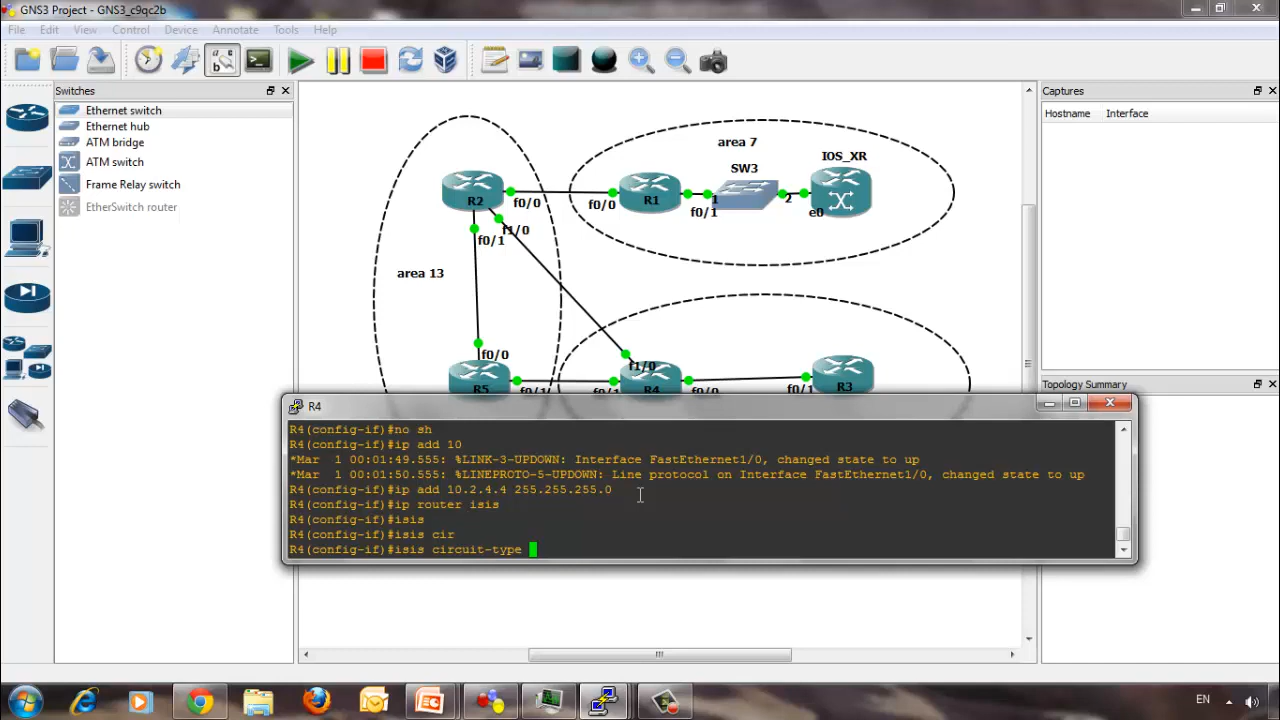 GNS3 Project - GNS3_c9qc2b
File Edit View Control Device Annotate Tools Help
Switches
Ethernet switch
Ethernet hub
ATM bridge
ATM switch
Frame Relay switch
EtherSwitch router
Captures
Hostname Interface
Topology Summary
area 7
IOS_XR
SW3
R2
f0/0
f0/0
R1
f0/1
1
2
e0
f1/0
f0/1
area 13
f0/0
f1/0
R5
f0/1
f0/1
R4
f0/0
f0/1
R3
R4
R4(config-if)#no sh
R4(config-if)#ip add 10
*Mar 1 00:01:49.555: %LINK-3-UPDOWN: Interface FastEthernet1/0, changed state to up
*Mar 1 00:01:50.555: %LINEPROTO-5-UPDOWN: Line protocol on Interface FastEthernet1/0, changed state to up
R4(config-if)#ip add 10.2.4.4 255.255.255.0
R4(config-if)#ip router isis
R4(config-if)#isis
R4(config-if)#isis cir
R4(config-if)#isis circuit-type
EN